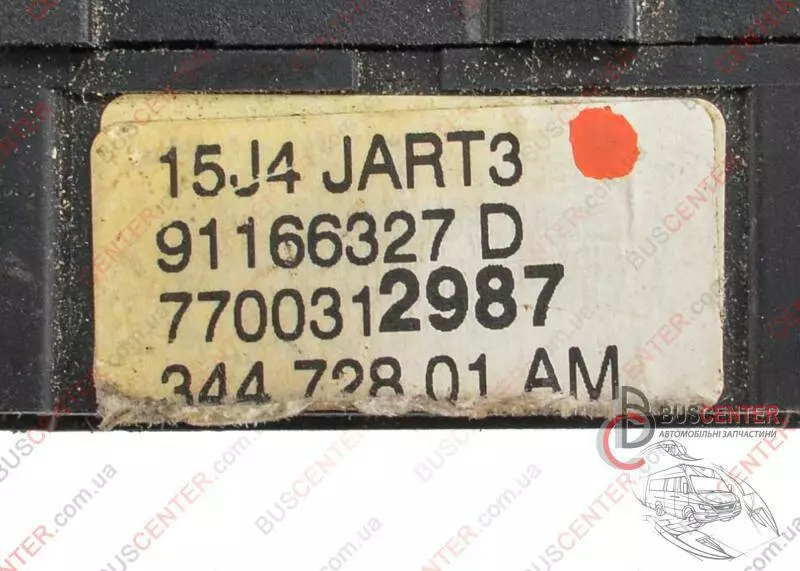 15J4 JART3
91166327 D
7700312987
344 728 01 AM
BUSCENTER
АВТОМОБІЛЬНІ ЗАПЧАСТИНИ
BUSCENTER.com.ua